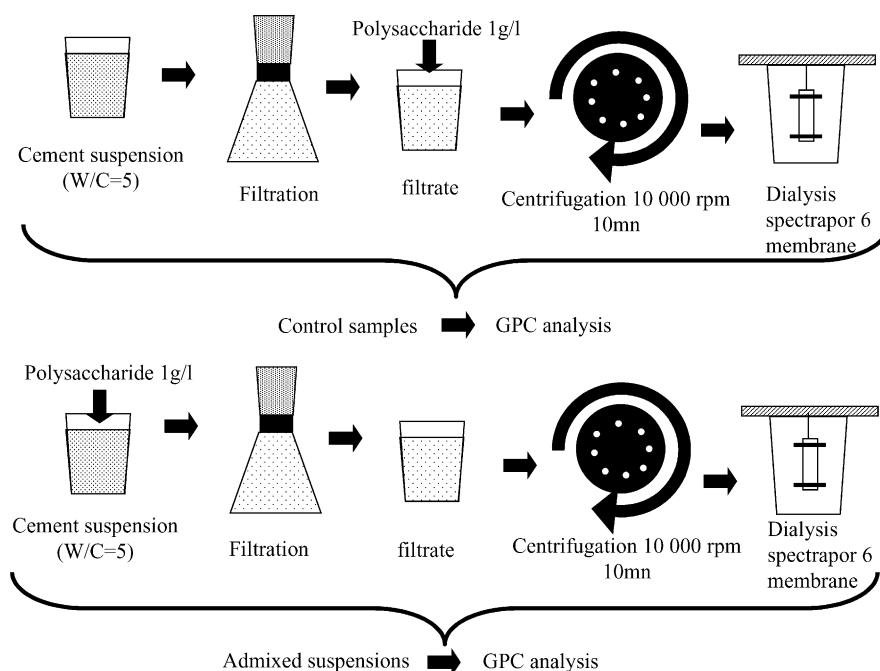 Polysaccharide 1g/l
Cement suspension
(W/C=5)
Filtration
filtrate
Centrifugation 10 000 rpm
10mn
Dialysis
spectrapor 6
membrane
Control samples
GPC analysis
Polysaccharide 1g/l
Cement suspension
(W/C=5)
Filtration
filtrate
Centrifugation 10 000 rpm
10mn
Dialysis
spectrapor 6
membrane
Admixed suspensions
GPC analysis